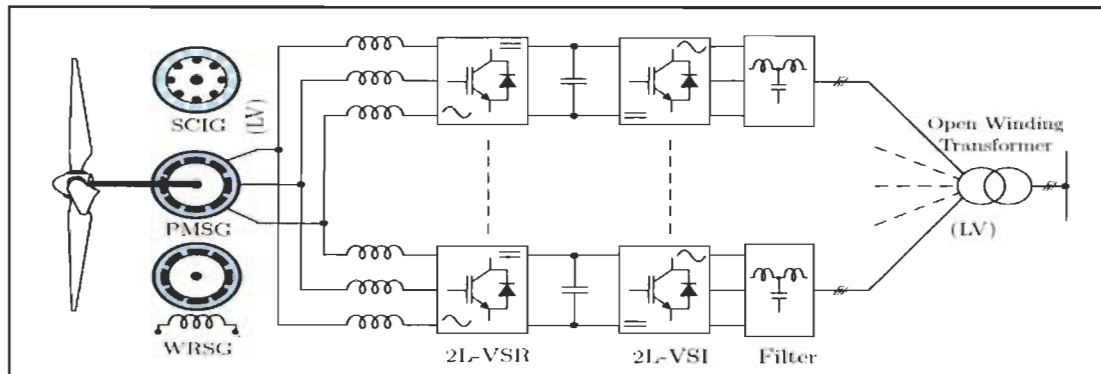 SCIG
(LV)
PMSG
WRSG
2L-VSR
2L-VSI
Filter
Open Winding
Transformer
(LV)